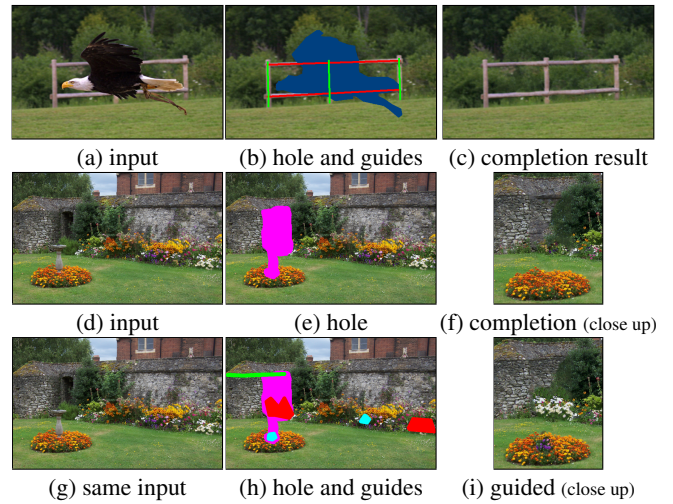 (a) input (b) hole and guides (c) completion result
(d) input (e) hole (f) completion (close up)
(g) same input (h) hole and guides (i) guided (close up)